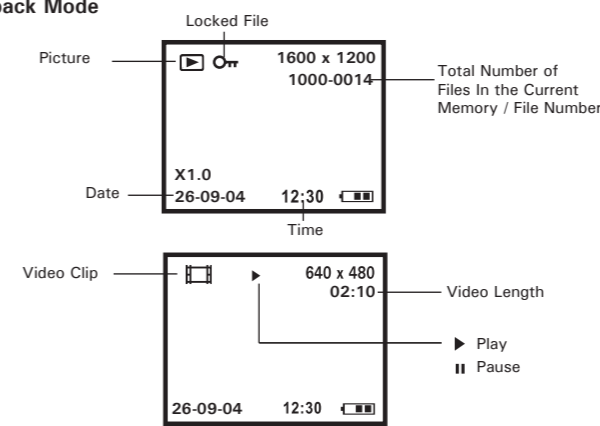 back Mode
Locked File
Picture
1600 x 1200
1000-0014
Total Number of
Files In the Current
Memory / File Number
X1.0
Date
26-09-04
12:30
Time
Video Clip
640 x 480
02:10
Video Length
Play
Pause
26-09-04
12:30